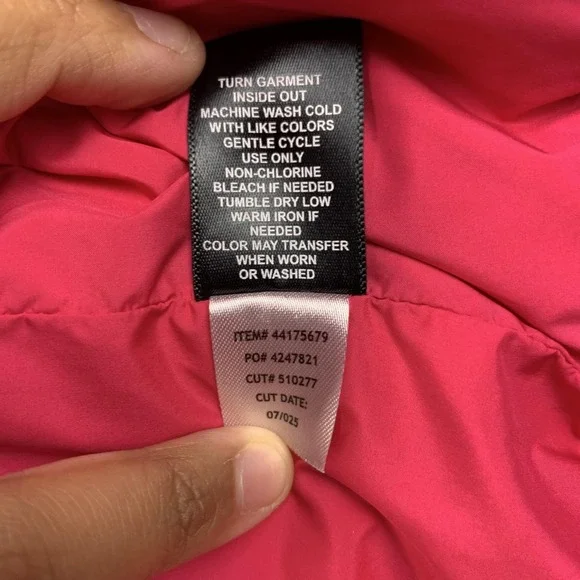 TURN GARMENT
INSIDE OUT
MACHINE WASH COLD
WITH LIKE COLORS
GENTLE CYCLE
USE ONLY
NON-CHLORINE
BLEACH IF NEEDED
TUMBLE DRY LOW
WARM IRON IF
NEEDED
COLOR MAY TRANSFER
WHEN WORN
OR WASHED
ITEM# 44175679
PO# 4247821
CUT# 510277
CUT DATE:
07/025